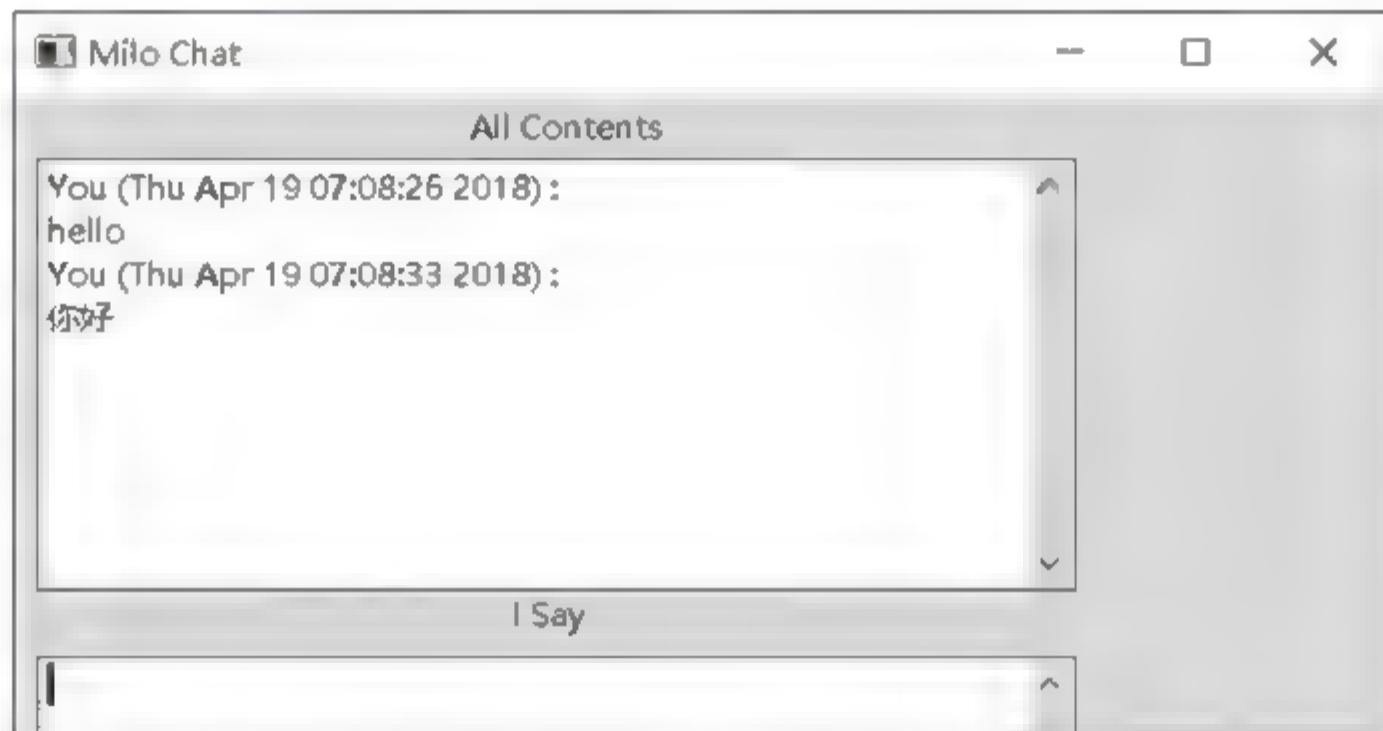 Milo Chat
All Contents
You (Thu Apr 19 07:08:26 2018) :
hello
You (Thu Apr 19 07:08:33 2018) :
你好
I Say